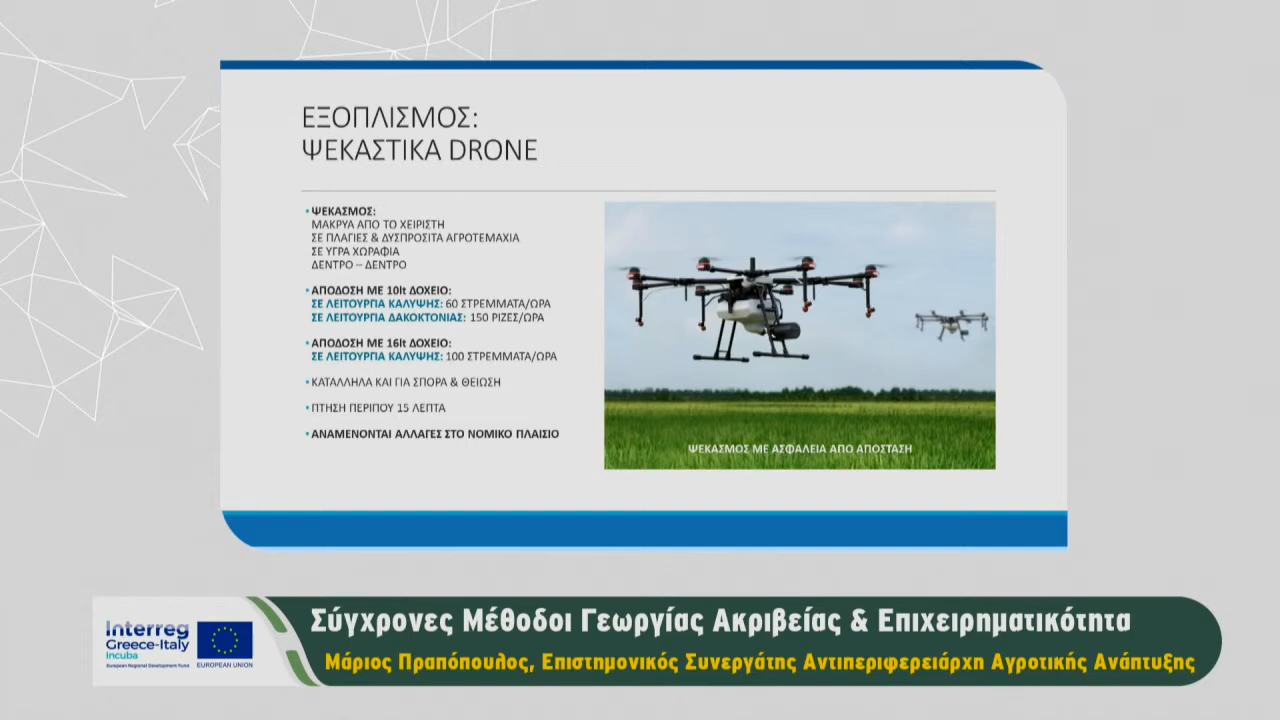 ΕΞΟΠΛΙΣΜΟΣ:
ΨΕΚΑΣΤΙΚΑ DRONE
• ΨΕΚΑΣΜΟΣ:
ΜΑΚΡΥΑ ΑΠΟ ΤΟ ΧΕΙΡΙΣΤΗ
ΣΕ ΠΛΑΓΙΕΣ & ΔΥΣΠΡΟΣΙΤΑ ΑΓΡΟΤΕΜΑΧΙΑ
ΣΕ ΥΓΡΑ ΧΩΡΑΦΙΑ
ΔΕΝΤΡΟ – ΔΕΝΤΡΟ
• ΑΠΟΔΟΣΗ ΜΕ 10lt ΔΟΧΕΙΟ:
ΣΕ ΛΕΙΤΟΥΡΓΙΑ ΚΑΛΥΨΗΣ: 60 ΣΤΡΕΜΜΑΤΑ/ΩΡΑ
ΣΕ ΛΕΙΤΟΥΡΓΙΑ ΔΑΚΟΚΤΟΝΙΑΣ: 150 ΡΙΖΕΣ/ΩΡΑ
• ΑΠΟΔΟΣΗ ΜΕ 16lt ΔΟΧΕΙΟ:
ΣΕ ΛΕΙΤΟΥΡΓΙΑ ΚΑΛΥΨΗΣ: 100 ΣΤΡΕΜΜΑΤΑ/ΩΡΑ
• ΚΑΤΑΛΛΗΛΑ ΚΑΙ ΓΙΑ ΣΠΟΡΑ & ΘΕΙΩΣΗ
• ΠΤΗΣΗ ΠΕΡΙΠΟΥ 15 ΛΕΠΤΑ
• ΑΝΑΜΕΝΟΝΤΑΙ ΑΛΛΑΓΕΣ ΣΤΟ ΝΟΜΙΚΟ ΠΛΑΙΣΙΟ
ΨΕΚΑΣΜΟΣ ΜΕ ΑΣΦΑΛΕΙΑ ΑΠΟ ΑΠΟΣΤΑΣΗ
Interreg
Greece-Italy
Incuba
European Regional Development Fund
EUROPEAN UNION
Σύγχρονες Μέθοδοι Γεωργίας Ακριβείας & Επιχειρηματικότητα
Μάριος Πραπόπουλος, Επιστημονικός Συνεργάτης Αντιπεριφερειάρχη Αγροτικής Ανάπτυξης